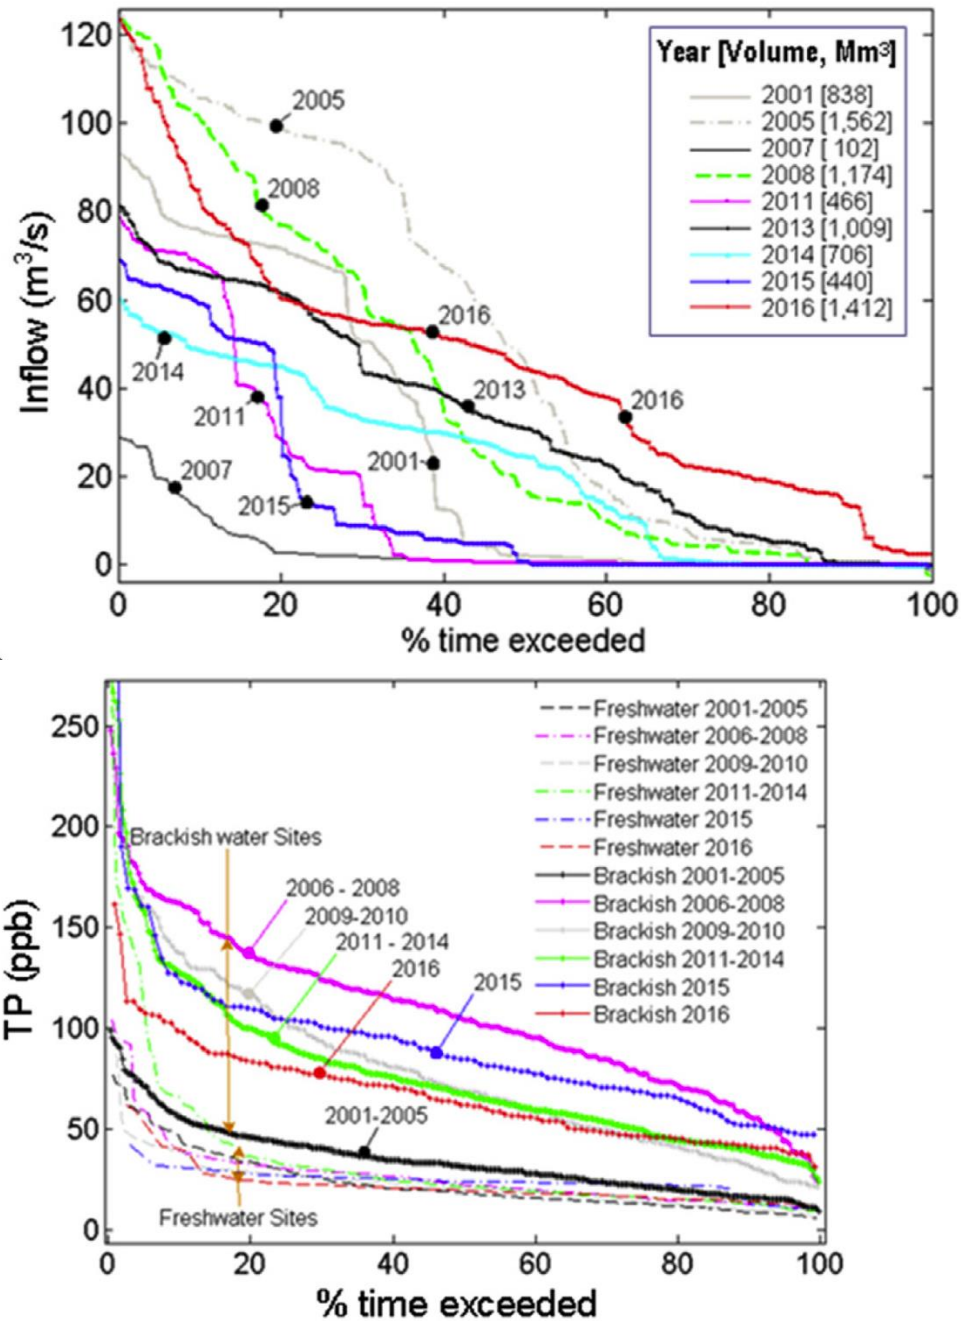 120
100
80
60
40
20
0
Inflow (m³/s)
Year [Volume, Mm³]
2001 [838]
2005 [1,562]
2007 [ 102]
2008 [1,174]
2011 [466]
2013 [1,009]
2014 [706]
2015 [440]
2016 [1,412]
2005
2008
2016
2014
2013
2016
2011
2001
2007
2015
0 20 40 60 80 100
% time exceeded
250
200
150
100
50
0
TP (ppb)
Freshwater 2001-2005
Freshwater 2006-2008
Freshwater 2009-2010
Freshwater 2011-2014
Freshwater 2015
Freshwater 2016
Brackish 2001-2005
Brackish 2006-2008
Brackish 2009-2010
Brackish 2011-2014
Brackish 2015
Brackish 2016
Brackish water Sites
2006 - 2008
2009-2010
2011 - 2014
2016
2015
2001-2005
Freshwater Sites
0 20 40 60 80 100
% time exceeded